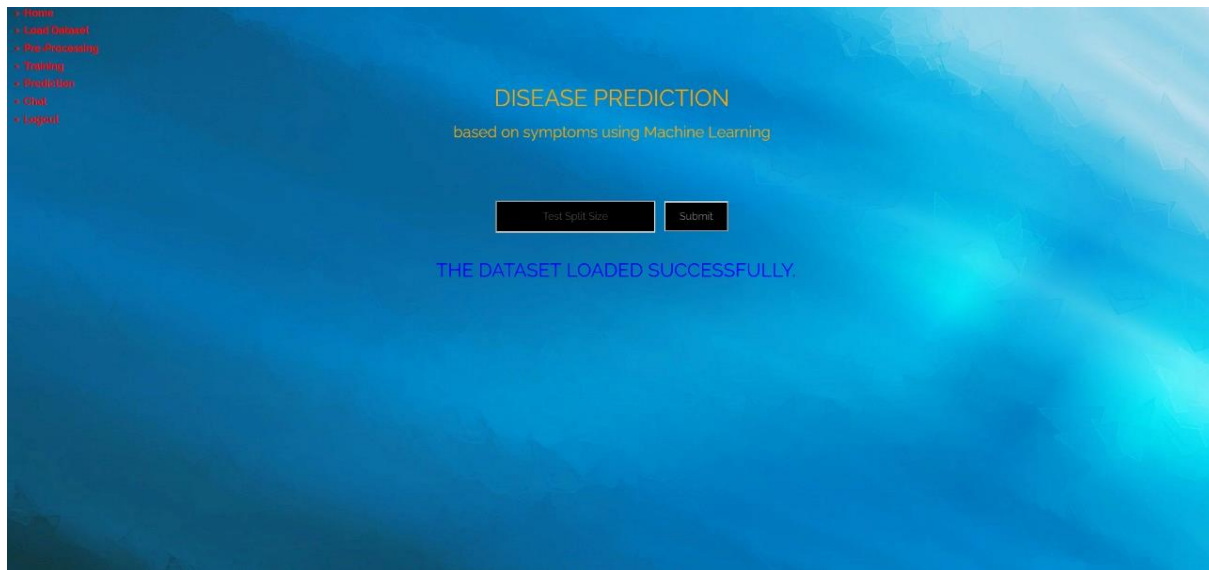 Home
Load Dataset
Pre-Processing
Training
Prediction
Chat
Logout
DISEASE PREDICTION
based on symptoms using Machine Learning
Test Split Size
Submit
THE DATASET LOADED SUCCESSFULLY.